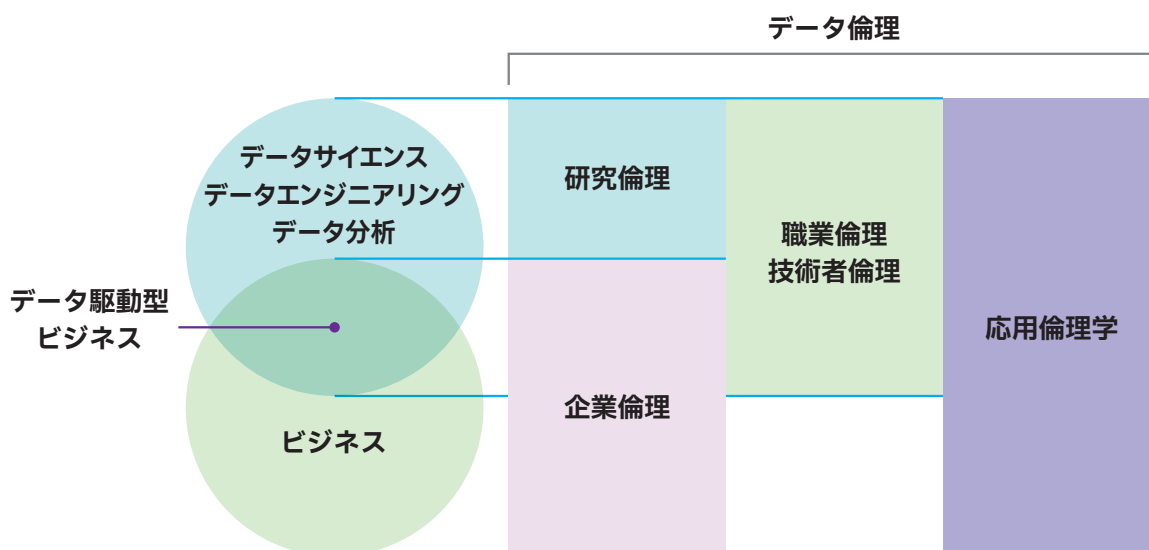 データ倫理
データサイエンス
データエンジニアリング
データ分析
データ駆動型
ビジネス
ビジネス
研究倫理
企業倫理
職業倫理
技術者倫理
応用倫理学